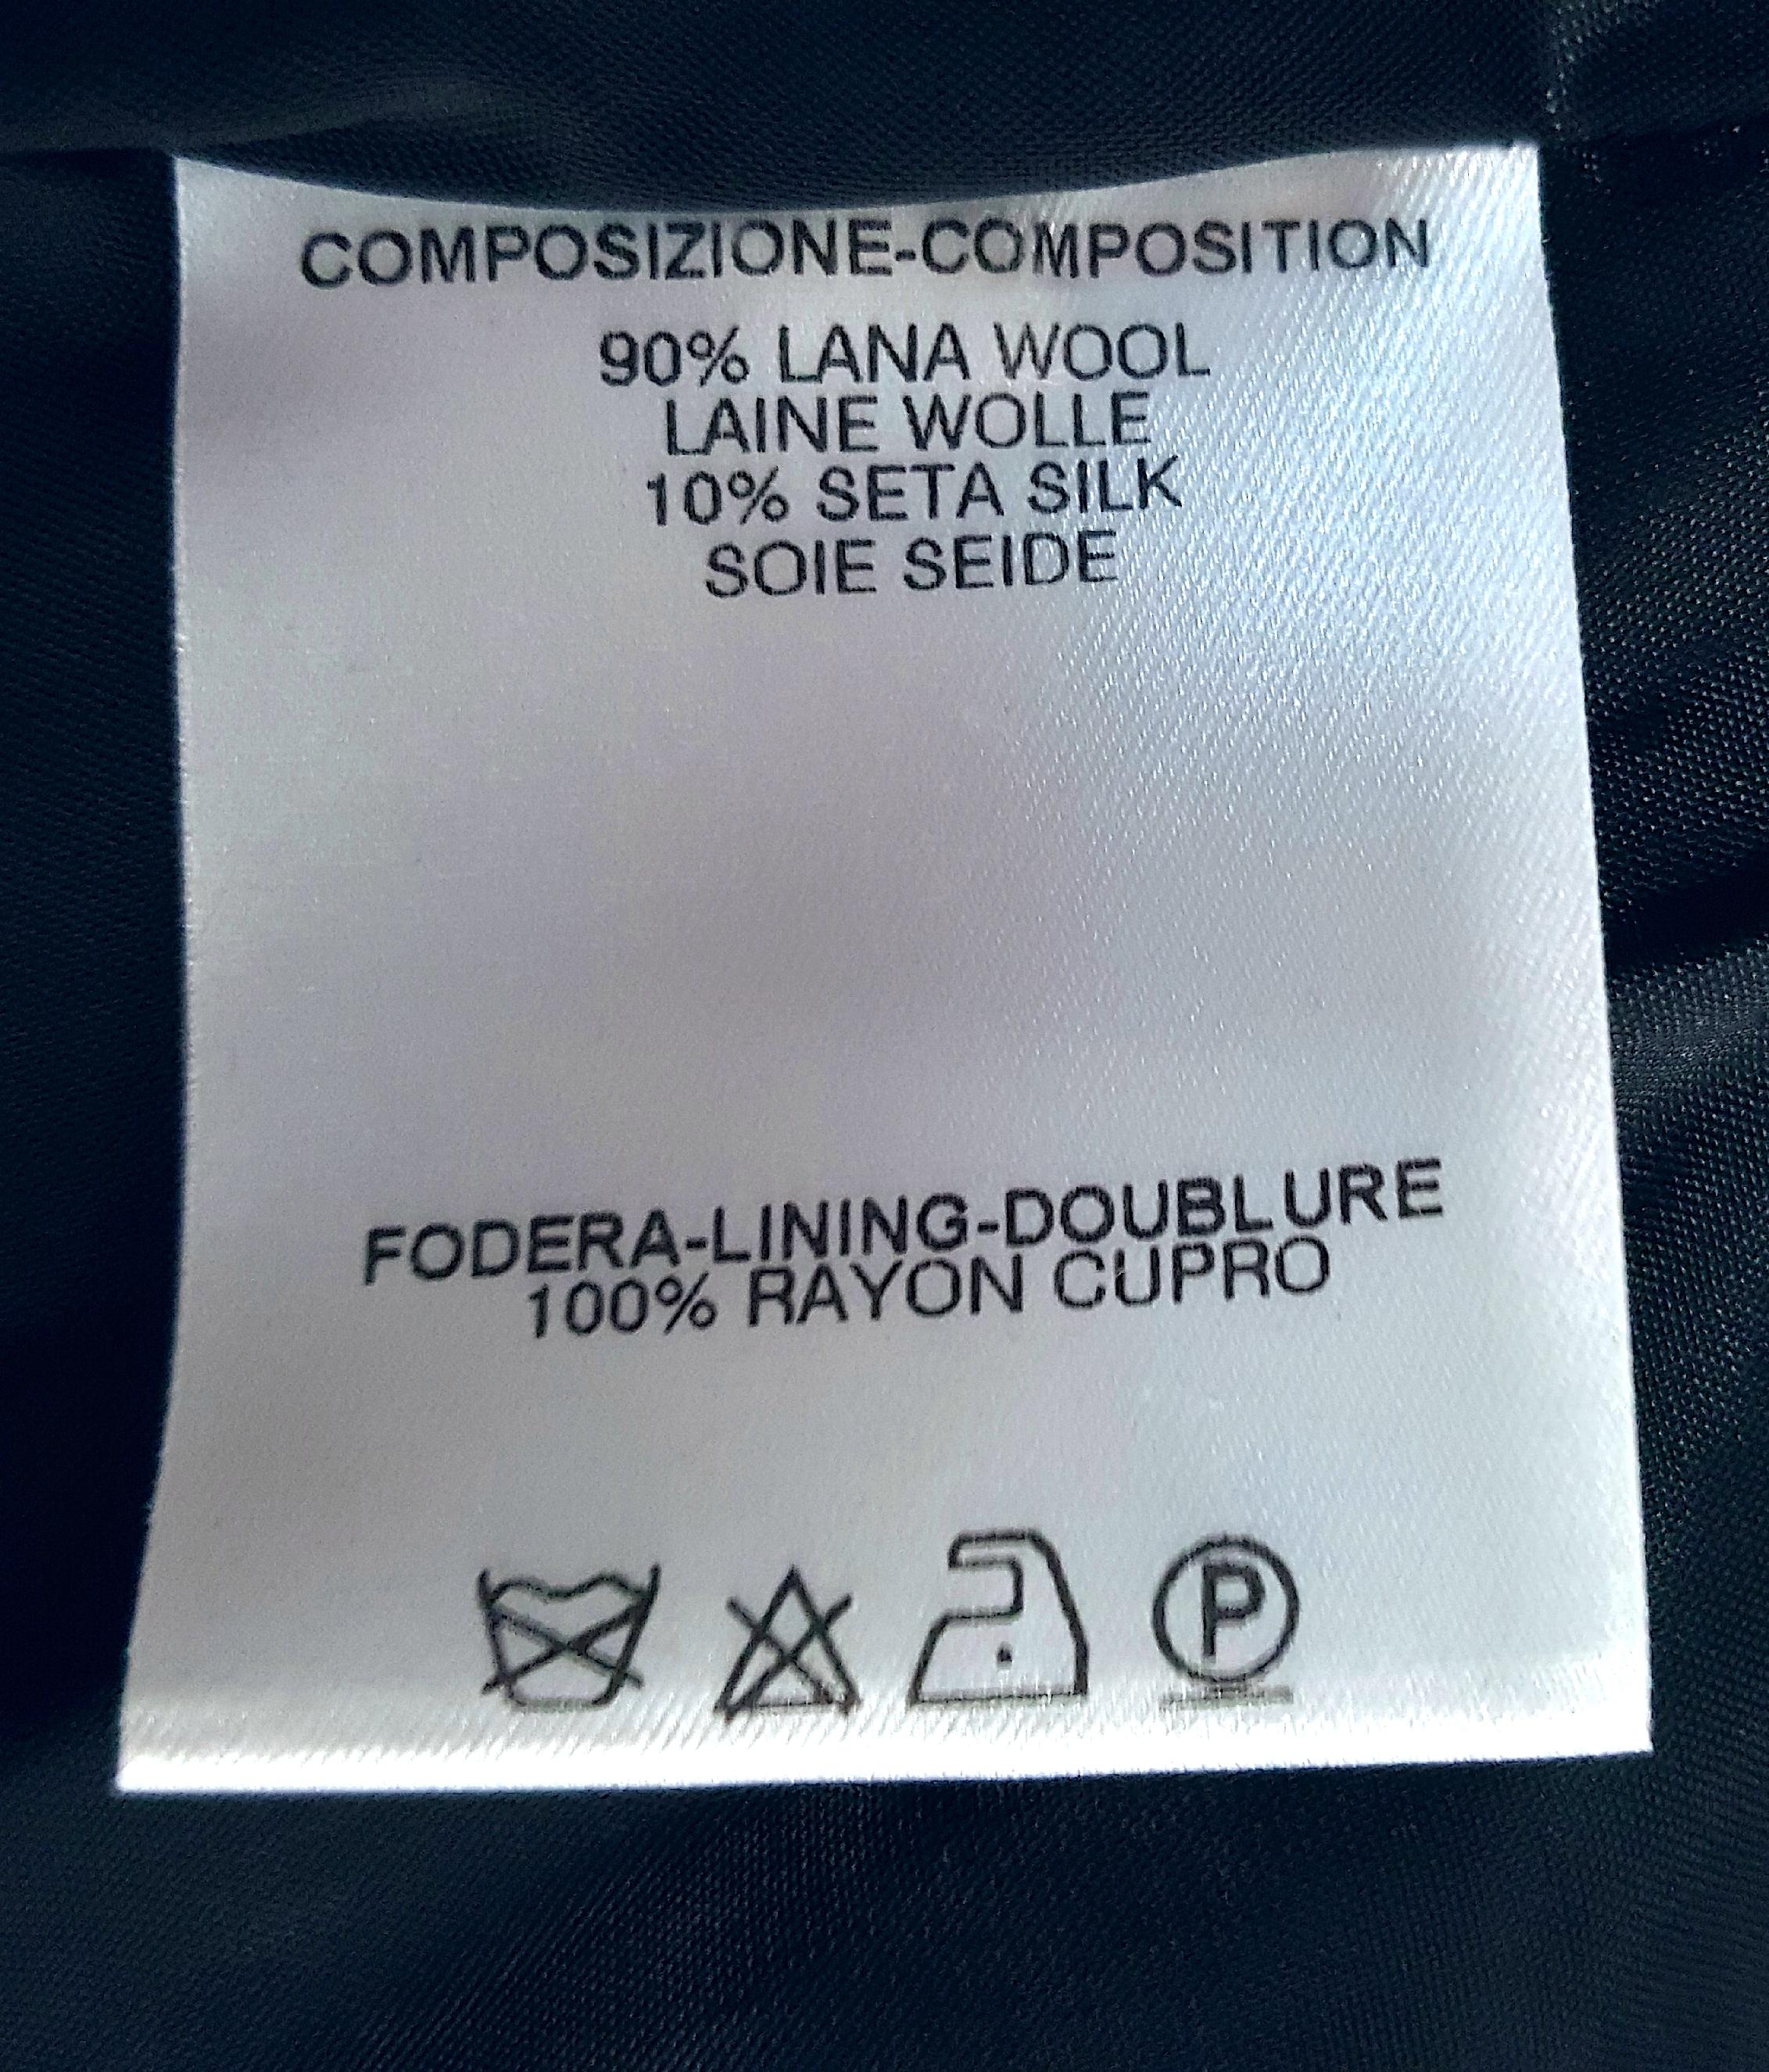 COMPOSIZIONE-COMPOSITION
90% LANA WOOL
LAINE WOLLE
10% SETA SILK
SOIE SEIDE
FODERA-LINING-DOUBLURE
100% RAYON CUPRO
P